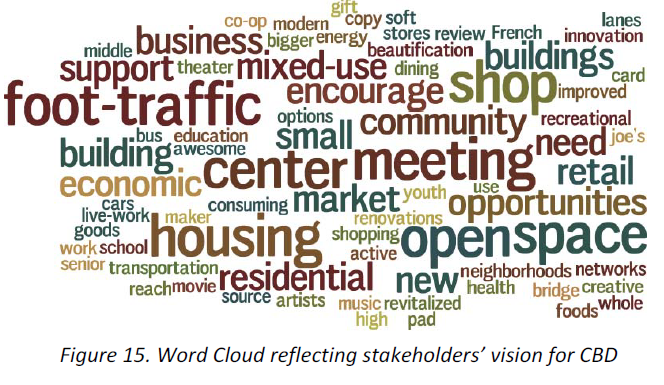 gift
co-op modern copy soft lanes
business bigger energy stores review French innovation
middle beautification buildings
support theater mixed-use dining shop card
foot-traffic encourage improved
options community recreational
bus education small need joe's
building awesome center meeting retail
economic market youth use opportunities
cars consuming renovations
live-work maker housing shopping open space
goods
work school active
senior transportation residential new neighborhoods networks
reach movie health bridge creative
source artists music revitalized foods whole
high pad
Figure 15. Word Cloud reflecting stakeholders’ vision for CBD